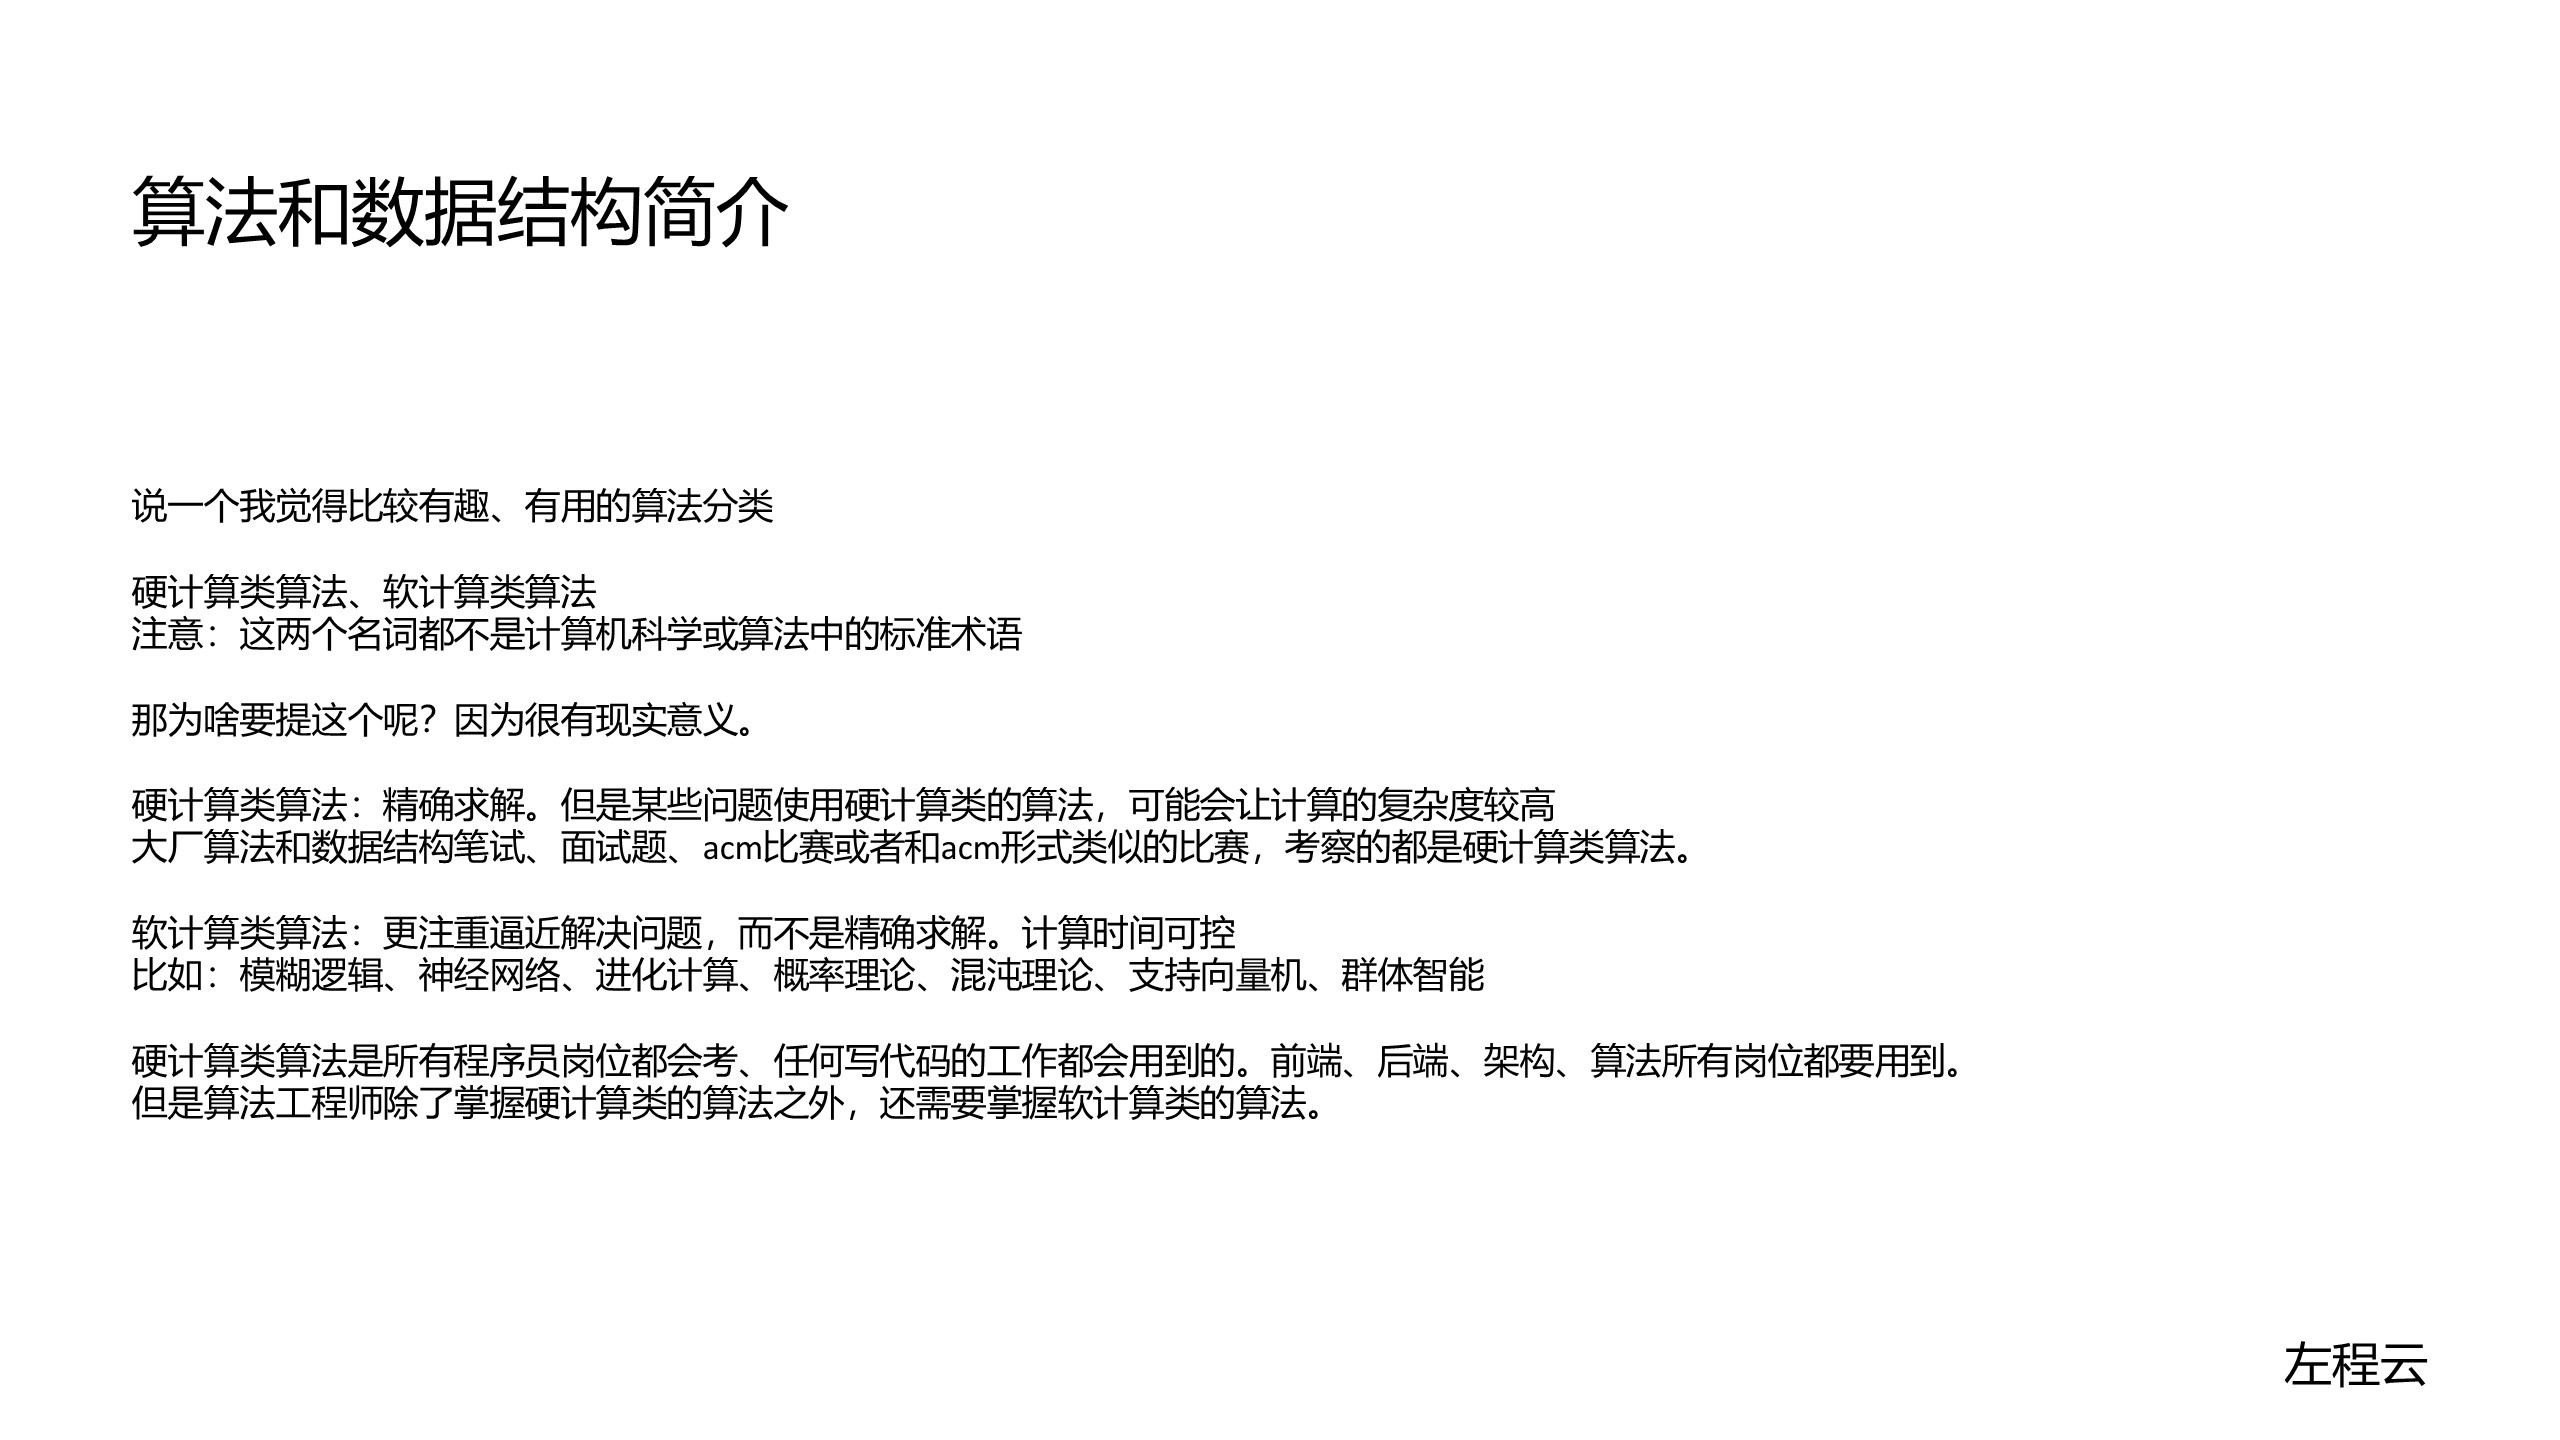 算法和数据结构简介
说一个我觉得比较有趣、有用的算法分类
硬计算类算法、软计算类算法
注意：这两个名词都不是计算机科学或算法中的标准术语
那为啥要提这个呢？因为很有现实意义。
硬计算类算法：精确求解。但是某些问题使用硬计算类的算法，可能会让计算的复杂度较高
大厂算法和数据结构笔试、面试题、acm比赛或者和acm形式类似的比赛，考察的都是硬计算类算法。
软计算类算法：更注重逼近解决问题，而不是精确求解。计算时间可控
比如：模糊逻辑、神经网络、进化计算、概率理论、混沌理论、支持向量机、群体智能
硬计算类算法是所有程序员岗位都会考、任何写代码的工作都会用到的。前端、后端、架构、算法所有岗位都要用到。
但是算法工程师除了掌握硬计算类的算法之外，还需要掌握软计算类的算法。
左程云